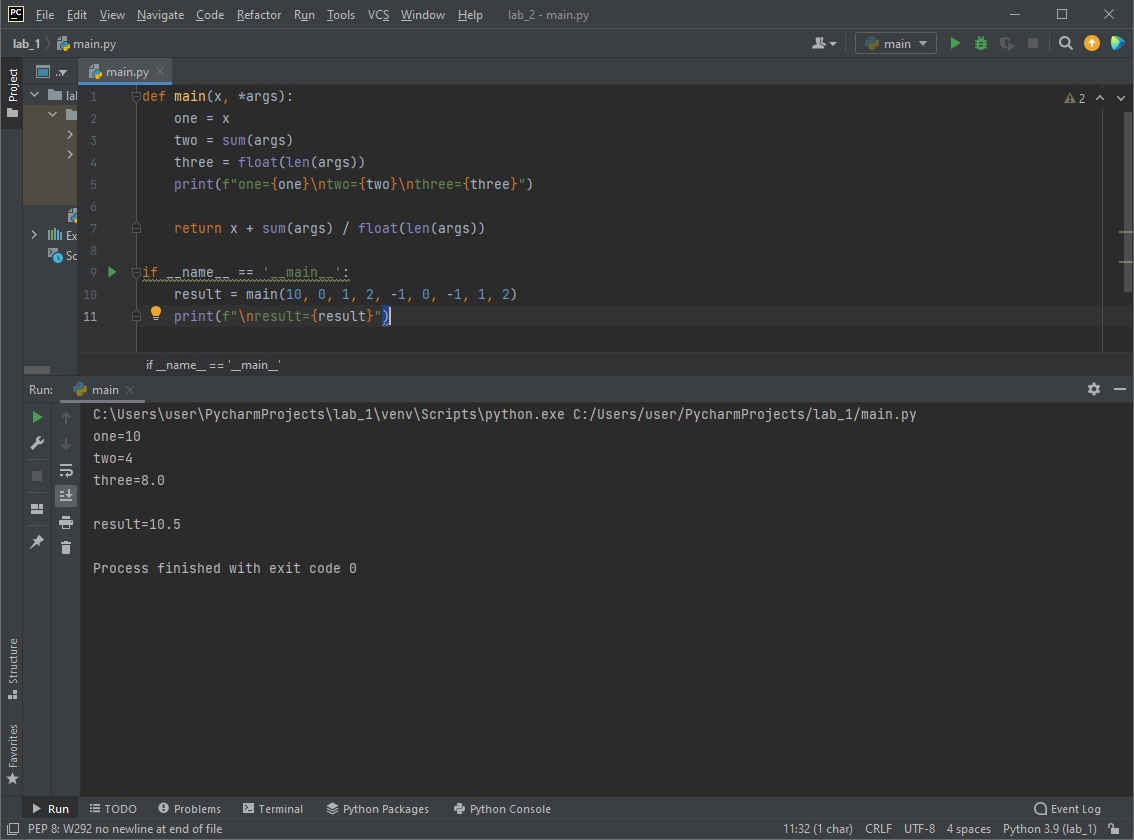 PC File Edit View Navigate Code Refactor Run Tools VCS Window Help lab_2 - main.py
lab_1 main.py main
Project .. main.py
lal
Ex
Sc
1 def main(x, *args):
2 one = x
3 two = sum(args)
4 three = float(len(args))
5 print(f"one={one}\ntwo={two}\nthree={three}")
6
7 return x + sum(args) / float(len(args))
8
9 if __name__ == '__main__':
10 result = main(10, 0, 1, 2, -1, 0, -1, 1, 2)
11 print(f"\nresult={result}")
2
if __name__ == '__main__'
Run: main
C:\Users\user\PycharmProjects\lab_1\venv\Scripts\python.exe C:/Users/user/PycharmProjects/lab_1/main.py
one=10
two=4
three=8.0
result=10.5
Process finished with exit code 0
Structure
Favorites
Run TODO Problems Terminal Python Packages Python Console Event Log
PEP 8: W292 no newline at end of file 11:32 (1 char) CRLF UTF-8 4 spaces Python 3.9 (lab_1)